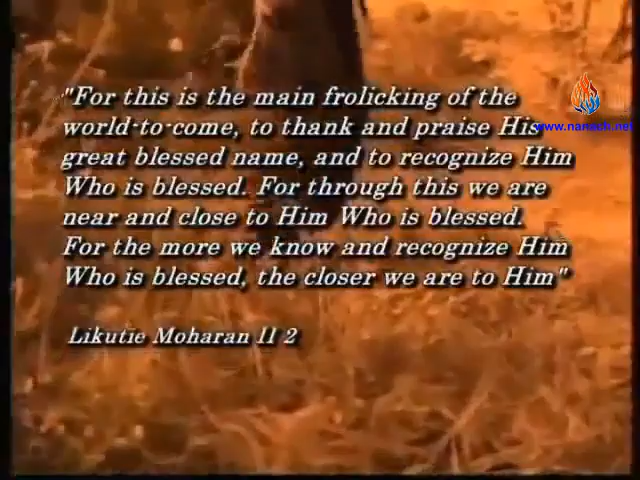 "For this is the main frolicking of the
world-to-come, to thank and praise His
great blessed name, and to recognize Him
Who is blessed. For through this we are
near and close to Him Who is blessed.
For the more we know and recognize Him
Who is blessed, the closer we are to Him"
Likutie Moharan II 2